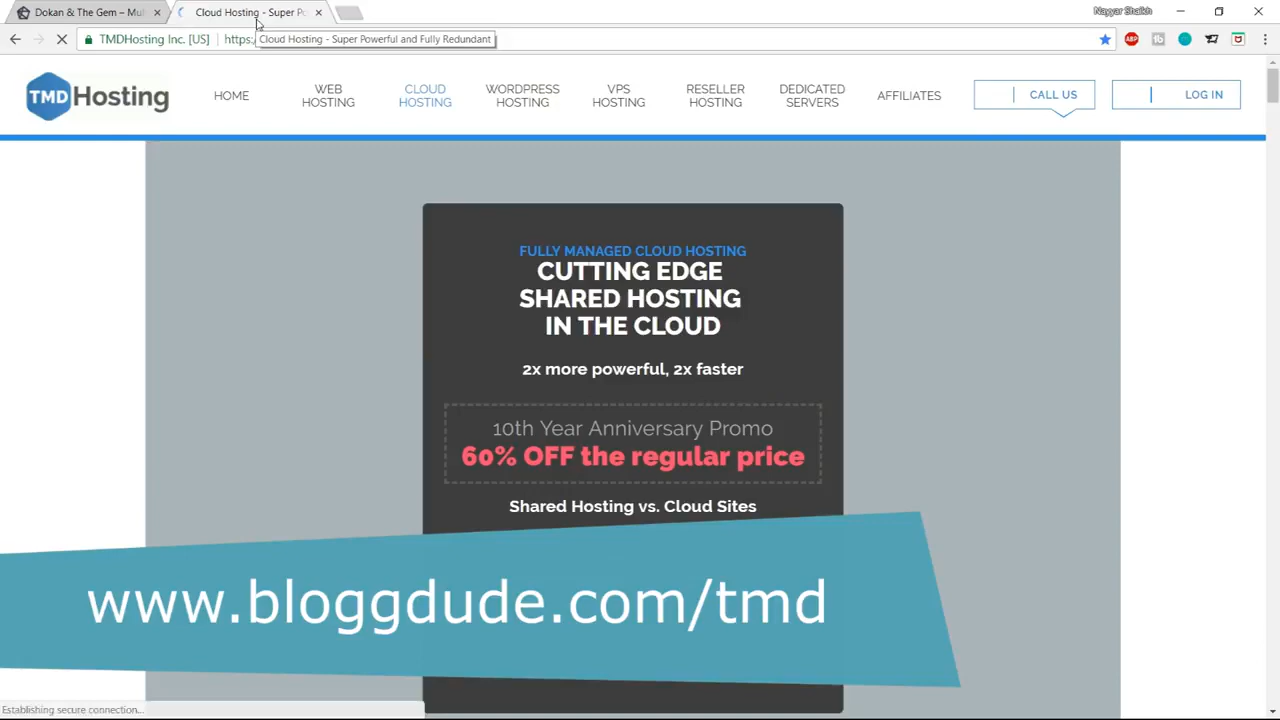 Dokan & The Gem – Mul
Cloud Hosting - Super Po
Nayyar Shaikh
TMDHosting Inc. [US]
https:
Cloud Hosting - Super Powerful and Fully Redundant
ABP
TMDHosting
HOME
WEB
HOSTING
CLOUD
HOSTING
WORDPRESS
HOSTING
VPS
HOSTING
RESELLER
HOSTING
DEDICATED
SERVERS
AFFILIATES
CALL US
LOG IN
FULLY MANAGED CLOUD HOSTING
CUTTING EDGE
SHARED HOSTING
IN THE CLOUD
2x more powerful, 2x faster
10th Year Anniversary Promo
60% OFF the regular price
Shared Hosting vs. Cloud Sites
www.bloggdude.com/tmd
Establishing secure connection...